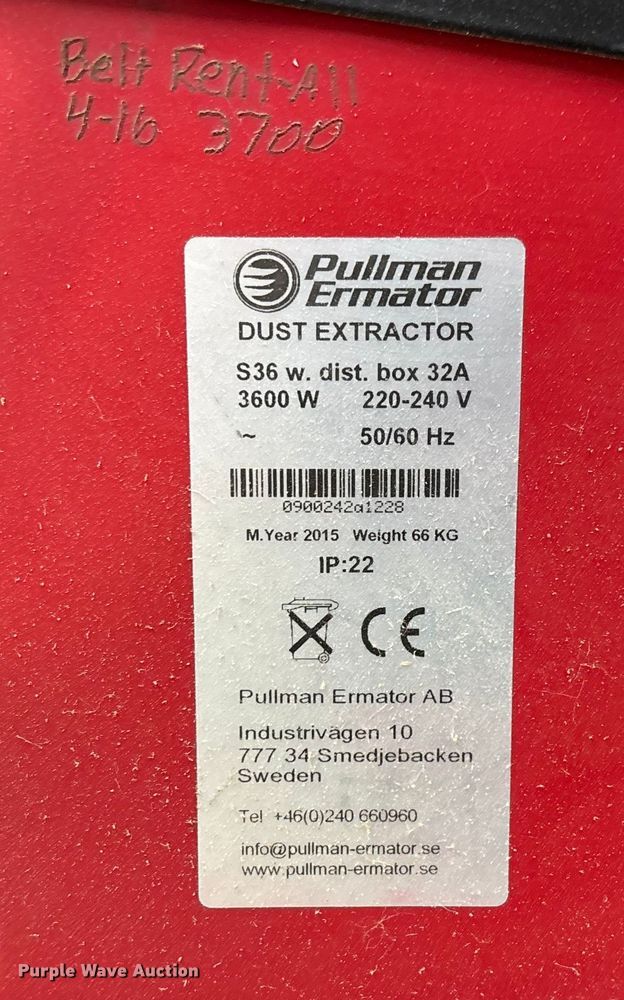 Belt Rent-All
4-16 3700
Pullman
Ermator
DUST EXTRACTOR
S36 w. dist. box 32A
3600 W 220-240 V
~ 50/60 Hz
0900242a1228
M.Year 2015 Weight 66 KG
IP:22
CE
Pullman Ermator AB
Industrivägen 10
777 34 Smedjebacken
Sweden
Tel +46(0)240 660960
info@pullman-ermator.se
www.pullman-ermator.se
Purple Wave Auction